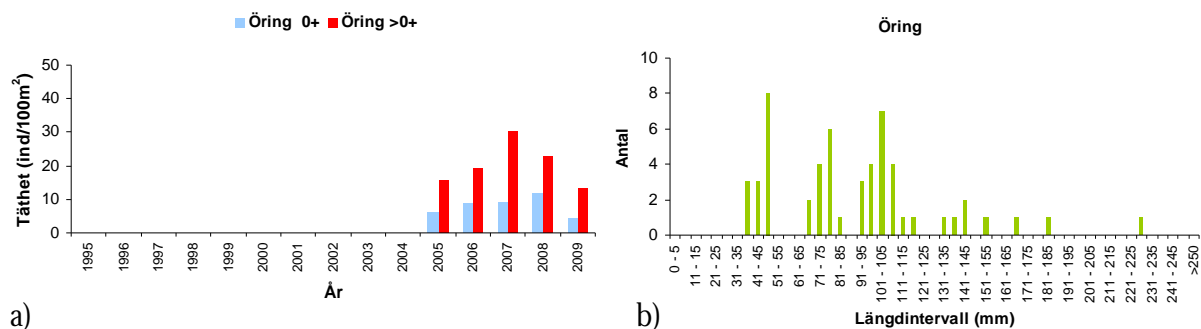 Öring 0+ Öring >0+
Täthet (ind/100m²)
50
40
30
20
10
0
1995 1996 1997 1998 1999 2000 2001 2002 2003 2004 2005 2006 2007 2008 2009
År
a)
Öring
Antal
10
8
6
4
2
0
0 - 5 11 - 15 21 - 25 31 - 35 41 - 45 51 - 55 61 - 65 71 - 75 81 - 85 91 - 95 101 - 105 111 - 115 121 - 125 131 - 135 141 - 145 151 - 155 161 - 165 171 - 175 181 - 185 191 - 195 201 - 205 211 - 215 221 - 225 231 - 235 241 - 245 >250
Längdintervall (mm)
b)